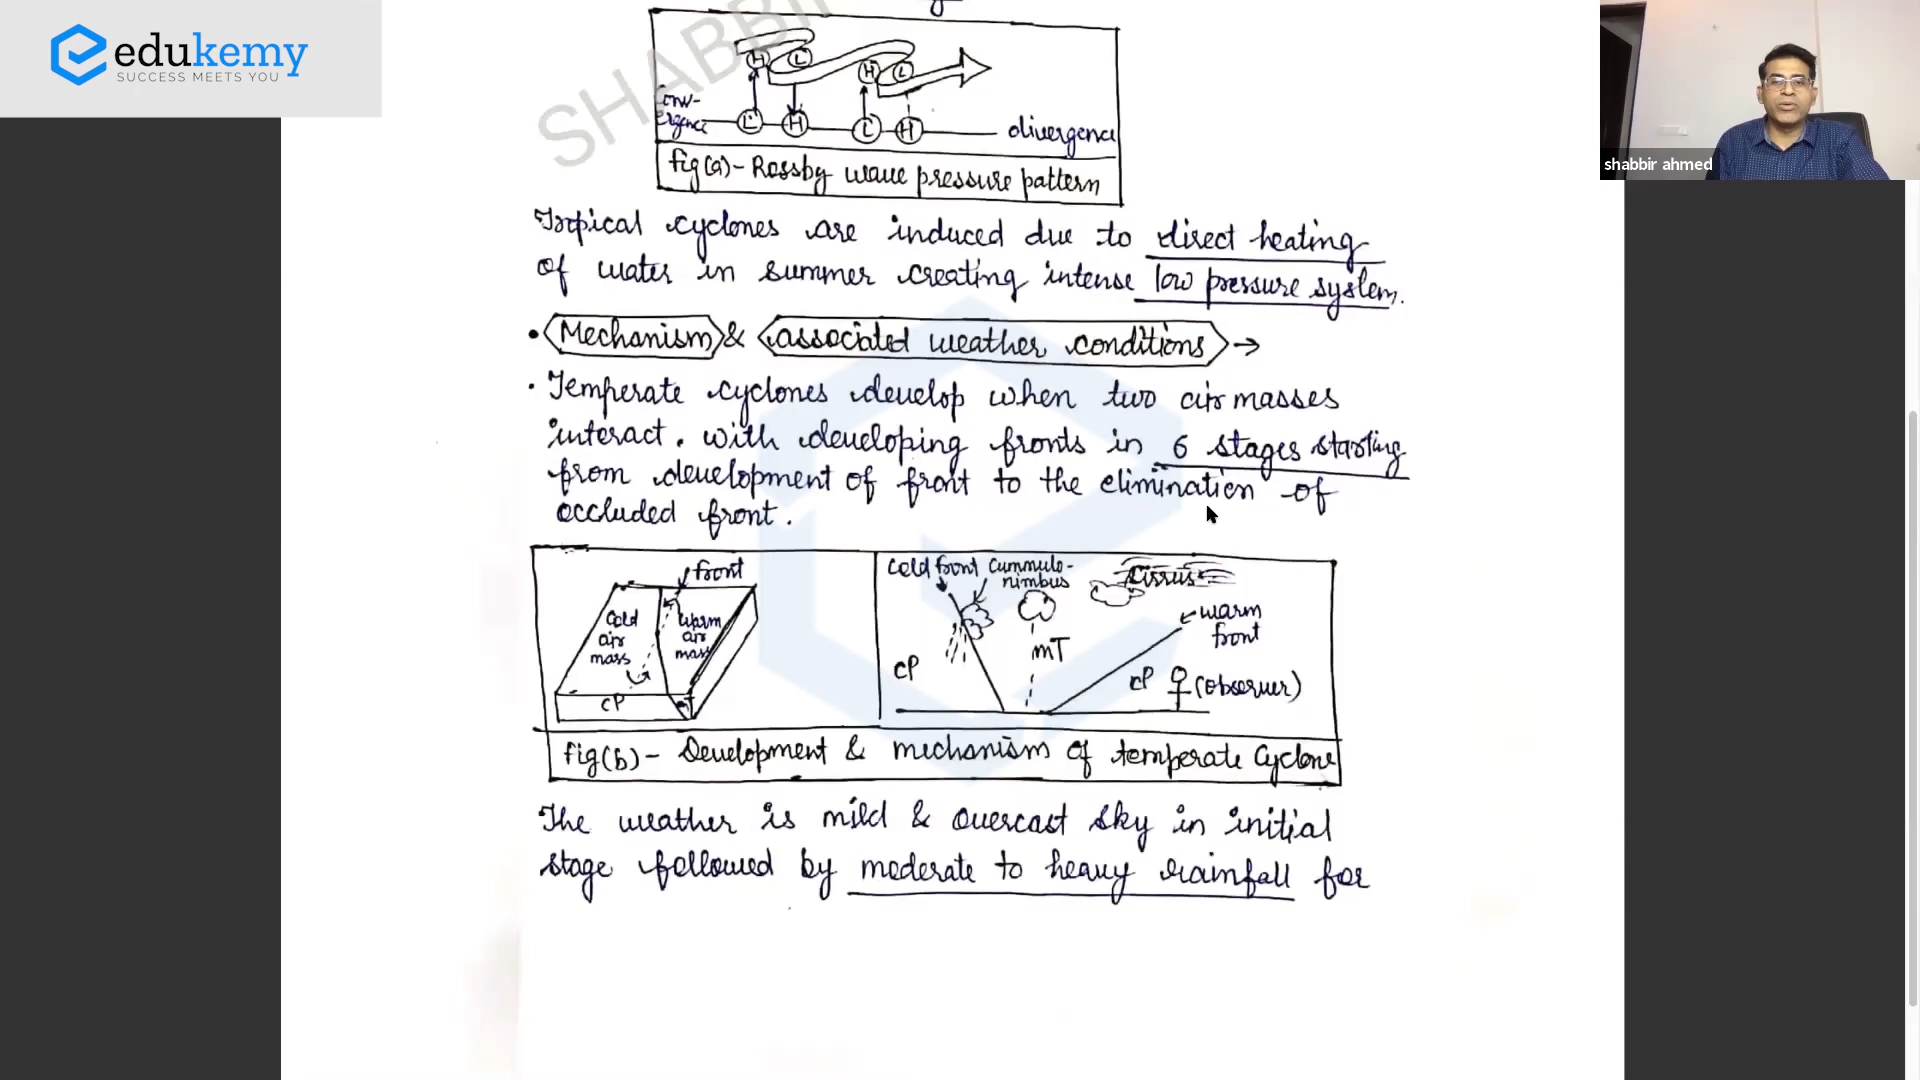 edukemy
SUCCESS MEETS YOU
shabbir ahmed
SHABBI
H L H L
Conv-
ergence L H L H divergence
fig(a)- Rossby wave pressure pattern
Tropical cyclones are induced due to direct heating
of water in summer creating intense low pressure system.
• Mechanism & associated weather conditions →
• Temperate cyclones develop when two air masses
interact. with developing fronts in 6 stages starting
from development of front to the elimination of
occluded front.
front
Cold
air
mass
Warm
air
mass
CP
Cold front Cummulo-
nimbus
Cirrus
warm
front
CP mT CP (observer)
fig(b)- Development & mechanism of temperate Cyclone
The weather is mild & overcast sky in initial
stage followed by moderate to heavy rainfall for